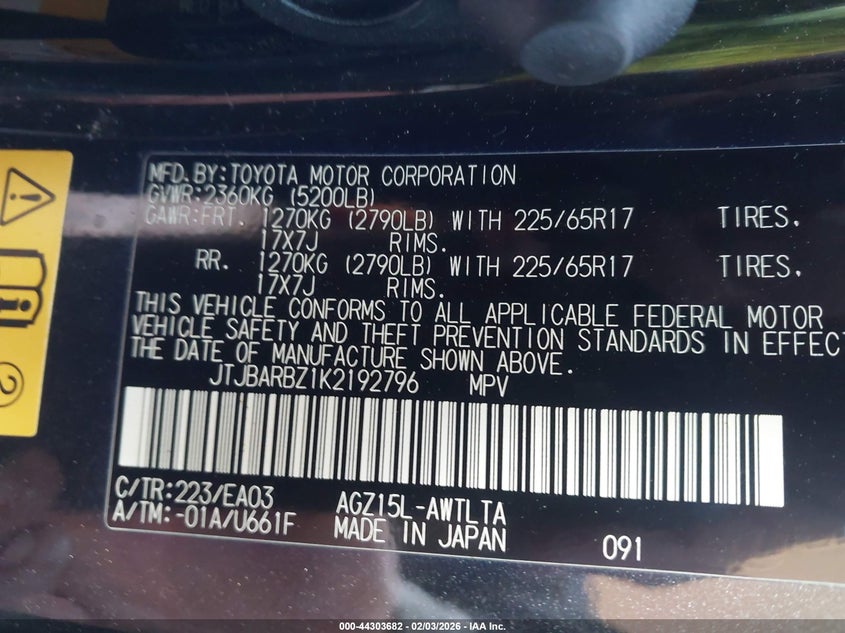 MFD.BY:TOYOTA MOTOR CORPORATION
GVWR:2360KG (5200LB)
GAWR:FRT. 1270KG (2790LB) WITH 225/65R17 TIRES.
17X7J RIMS.
RR. 1270KG (2790LB) WITH 225/65R17 TIRES.
17X7J RIMS.
THIS VEHICLE CONFORMS TO ALL APPLICABLE FEDERAL MOTOR
VEHICLE SAFETY AND THEFT PREVENTION STANDARDS IN EFFECT
THE DATE OF MANUFACTURE SHOWN ABOVE.
JTJBARBZ1K2192796 MPV
C/TR:223/EA03 AGZ15L-AWTLTA
A/TM:-01A/U661F MADE IN JAPAN 091
2
000-44303682 | 02/03/2026 - IAA Inc.